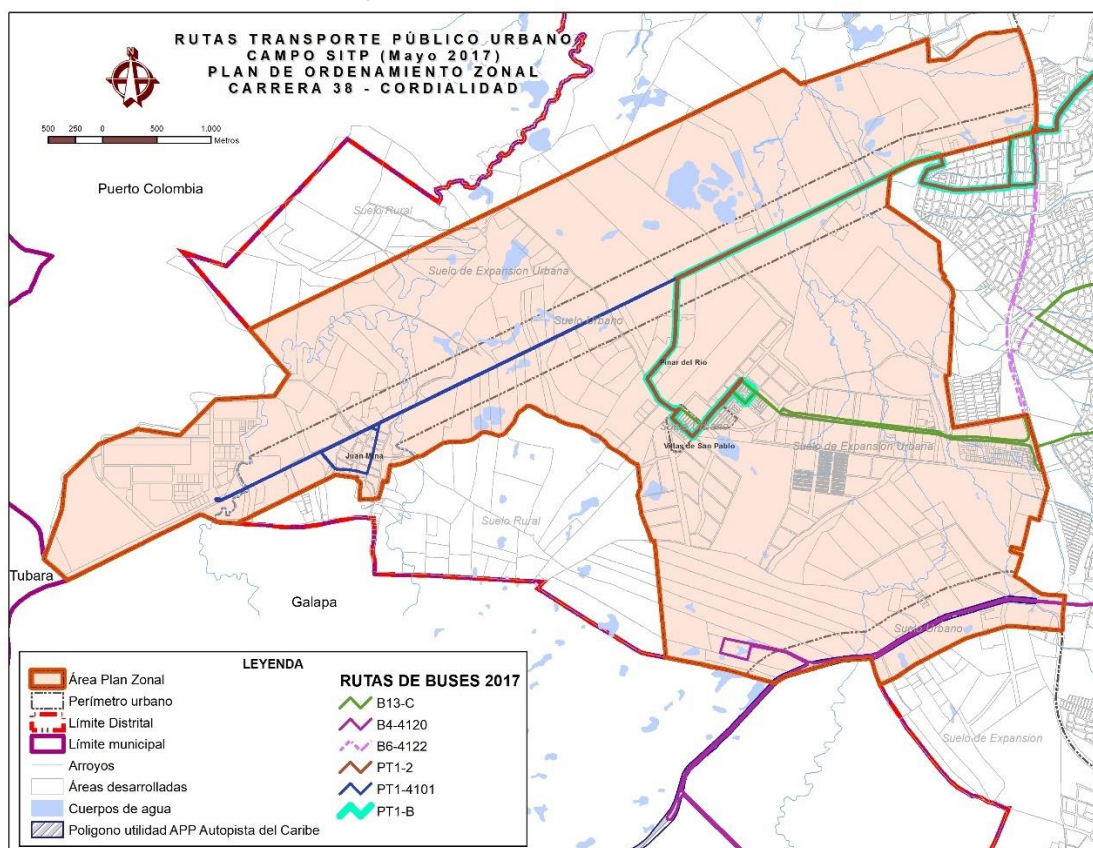 RUTAS TRANSPORTE PÚBLICO URBANO
CAMPO SITP (Mayo 2017)
PLAN DE ORDENAMIENTO ZONAL
CARRERA 38 - CORDIALIDAD
500 250 0 500 1.000
Metros
Puerto Colombia
Suelo Rural
Suelo de Expansion Urbana
Suelo Urbano
Pinar del Rio
Villas de San Pablo
Suelo de Expansion Urbana
Juan Mina
Suelo Rural
Tubara
Galapa
Suelo Urbano
Suelo de Expansion
LEYENDA
Área Plan Zonal
Perímetro urbano
Límite Distrital
Límite municipal
Arroyos
Áreas desarrolladas
Cuerpos de agua
Poligono utilidad APP Autopista del Caribe
RUTAS DE BUSES 2017
B13-C
B4-4120
B6-4122
PT1-2
PT1-4101
PT1-B